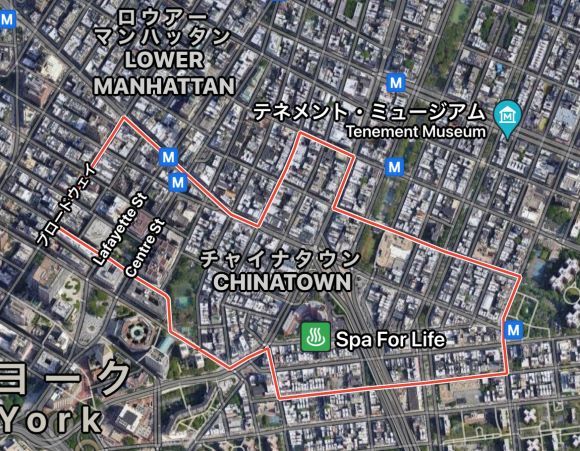 M
ロウアー
マンハッタン
LOWER
MANHATTAN
M
テネメント・ミュージアム
Tenement Museum
M
M
M
ブロードウェイ
Lafayette St
Centre St
チャイナタウン
CHINATOWN
M
Spa For Life
ヨーク
York